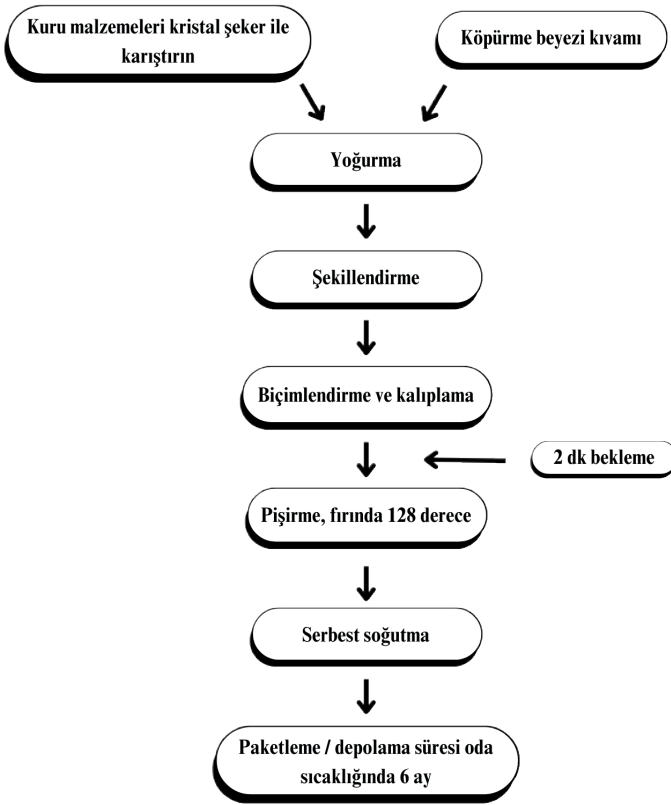 Kuru malzemeleri kristal şeker ile
karıştırın
Köpürme beyezi kıvamı
Yoğurma
Şekillendirme
Biçimlendirme ve kalıplama
2 dk bekleme
Pişirme, fırında 128 derece
Serbest soğutma
Paketleme / depolama süresi oda
sıcaklığında 6 ay